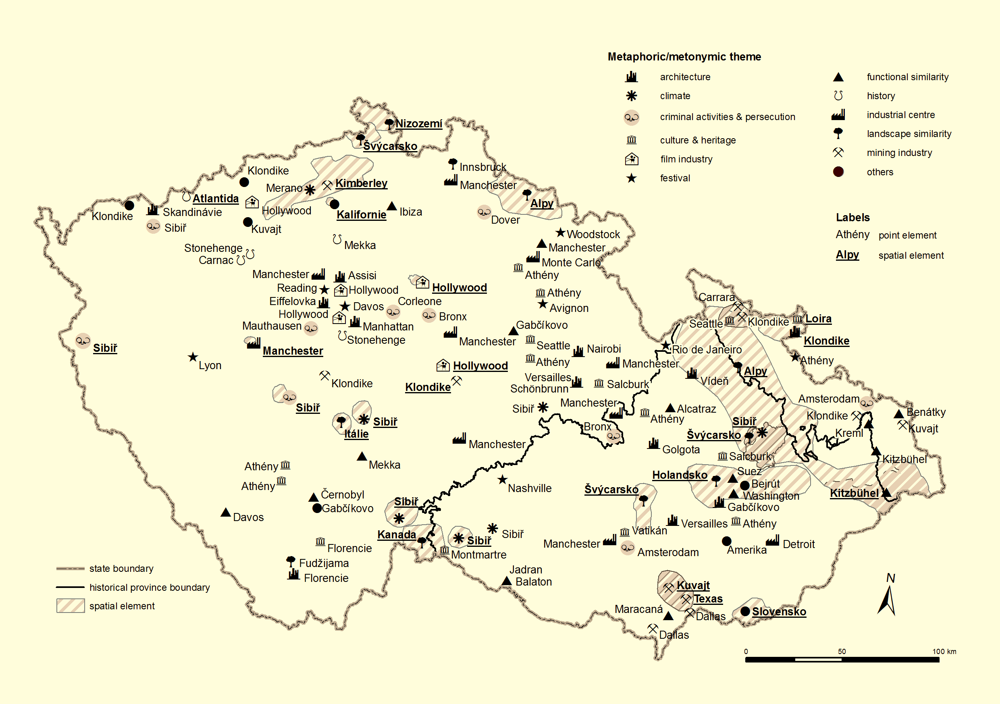 Metaphoric/metonymic theme
architecture
climate
criminal activities & persecution
culture & heritage
film industry
festival
functional similarity
history
industrial centre
landscape similarity
mining industry
others
Labels
Athény point element
Alpy spatial element
Nizozemí
Švýcarsko
Klondike
Innsbruck
Kimberley
Merano
Manchester
Atlantida
Alpy
Hollywood
Skandinávie
Klondike
Kalifornie
Ibiza
Dover
Sibiř
Kuvajt
Woodstock
Mekka
Manchester
Stonehenge
Carnac
Monte Carlo
Manchester
Assisi
Athény
Reading
Hollywood
Hollywood
Athény
Carrara
Eiffelovka
Corleone
Davos
Avignon
Hollywood
Bronx
Seattle
Klondike
Loira
Mauthausen
Manhattan
Gabčíkovo
Stonehenge
Manchester
Klondike
Sibiř
Manchester
Seattle
Nairobi
Rio de Janeiro
Lyon
Hollywood
Athény
Manchester
Athény
Alpy
Versailles
Vídeň
Klondike
Klondike
Schönbrunn
Salcburk
Sibiř
Sibiř
Manchester
Alcatraz
Amsterodam
Benátky
Sibiř
Athény
Klondike
Sibiř
Itálie
Bronx
Švýcarsko
Kreml
Kuvajt
Manchester
Golgota
Salcburk
Kitzbühel
Mekka
Athény
Athény
Nashville
Holandsko
Suez
Bejrút
Švýcarsko
Washington
Kitzbühel
Černobyl
Gabčíkovo
Sibiř
Gabčíkovo
Davos
Versailles
Athény
Kanada
Sibiř
Sibiř
Vatikán
Manchester
Florencie
Montmartre
Amsterodam
Amerika
Detroit
Fudžijama
Florencie
Jadran
Balaton
Kuvajt
Texas
Maracaná
Dallas
Slovensko
Dallas
state boundary
historical province boundary
spatial element
N
0 50 100 km
Athény